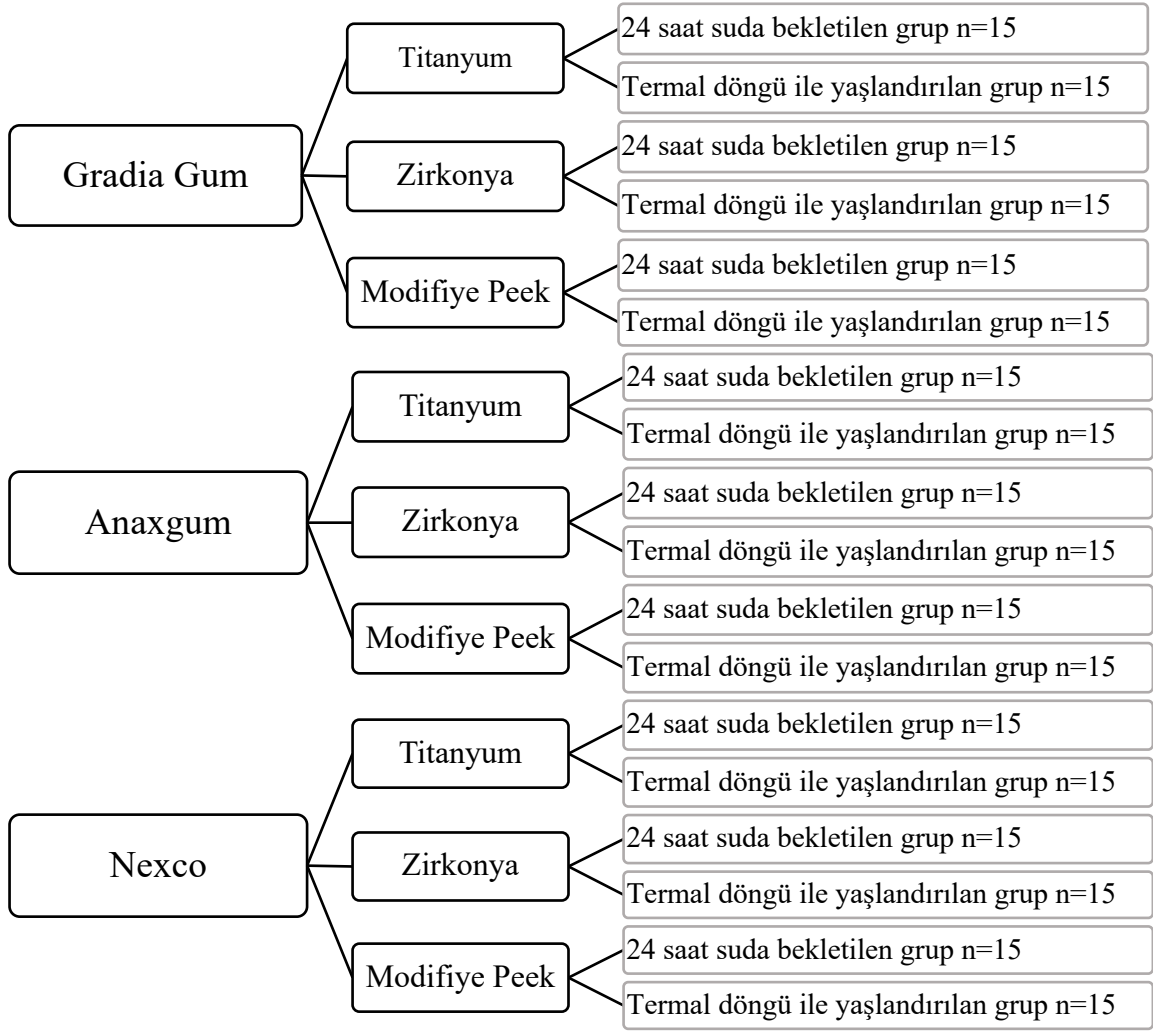 Gradia Gum
Titanyum
24 saat suda bekletilen grup n=15
Termal döngü ile yaşlandırılan grup n=15
Zirkonya
24 saat suda bekletilen grup n=15
Termal döngü ile yaşlandırılan grup n=15
Modifiye Peek
24 saat suda bekletilen grup n=15
Termal döngü ile yaşlandırılan grup n=15
Anaxgum
Titanyum
24 saat suda bekletilen grup n=15
Termal döngü ile yaşlandırılan grup n=15
Zirkonya
24 saat suda bekletilen grup n=15
Termal döngü ile yaşlandırılan grup n=15
Modifiye Peek
24 saat suda bekletilen grup n=15
Termal döngü ile yaşlandırılan grup n=15
Nexco
Titanyum
24 saat suda bekletilen grup n=15
Termal döngü ile yaşlandırılan grup n=15
Zirkonya
24 saat suda bekletilen grup n=15
Termal döngü ile yaşlandırılan grup n=15
Modifiye Peek
24 saat suda bekletilen grup n=15
Termal döngü ile yaşlandırılan grup n=15